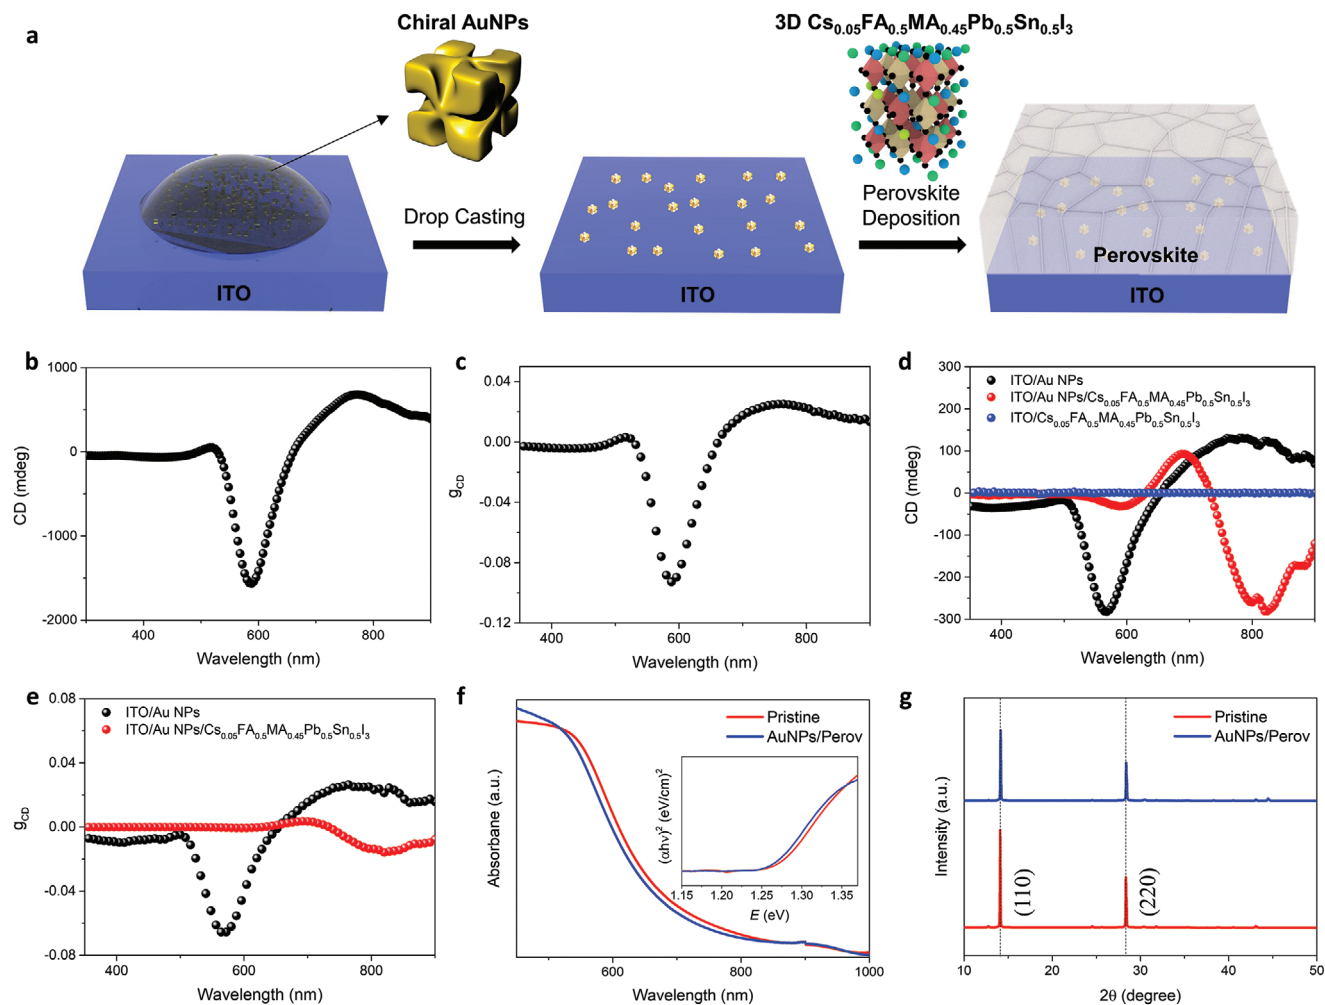 a
Chiral AuNPs
3D Cs0.05FA0.5MA0.45Pb0.5Sn0.5I3
Drop Casting
Perovskite
Deposition
Perovskite
ITO
ITO
ITO
b
1000
0
-1000
-2000
CD (mdeg)
400
600
800
Wavelength (nm)
c
0.04
0.00
-0.04
-0.08
-0.12
gCD
400
600
800
Wavelength (nm)
d
300
200
100
0
-100
-200
-300
CD (mdeg)
ITO/Au NPs
ITO/Au NPs/Cs0.05FA0.5MA0.45Pb0.5Sn0.5I3
ITO/Cs0.05FA0.5MA0.45Pb0.5Sn0.5I3
400
600
800
Wavelength (nm)
e
0.08
0.04
0.00
-0.04
-0.08
gCD
ITO/Au NPs
ITO/Au NPs/Cs0.05FA0.5MA0.45Pb0.5Sn0.5I3
400
600
800
Wavelength (nm)
f
Absorbane (a.u.)
Pristine
AuNPs/Perov
(αhν)2 (eV/cm)2
1.15
1.20
1.25
1.30
1.35
E (eV)
600
800
1000
Wavelength (nm)
g
Intensity (a.u.)
Pristine
AuNPs/Perov
(110)
(220)
10
20
30
40
50
2θ (degree)